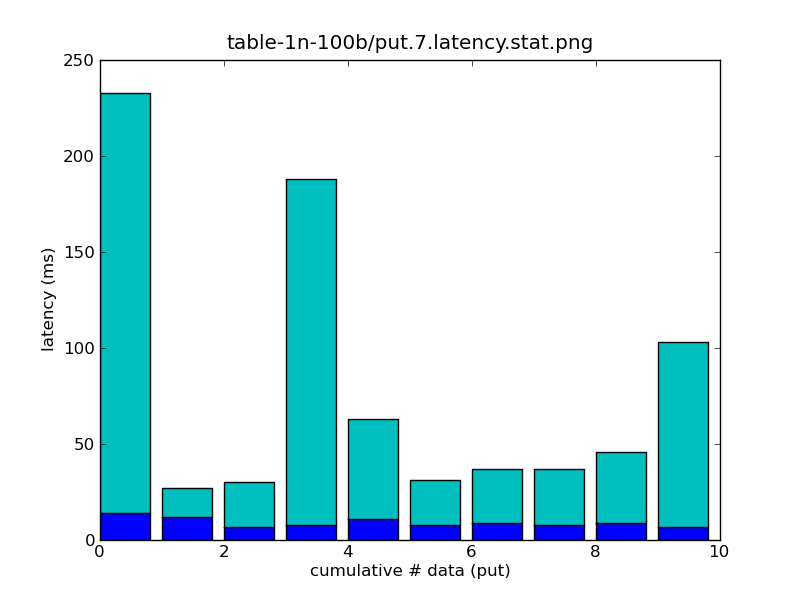 table-1n-100b/put.7.latency.stat.png
250
200
150
100
50
0
latency (ms)
0 2 4 6 8 10
cumulative # data (put)